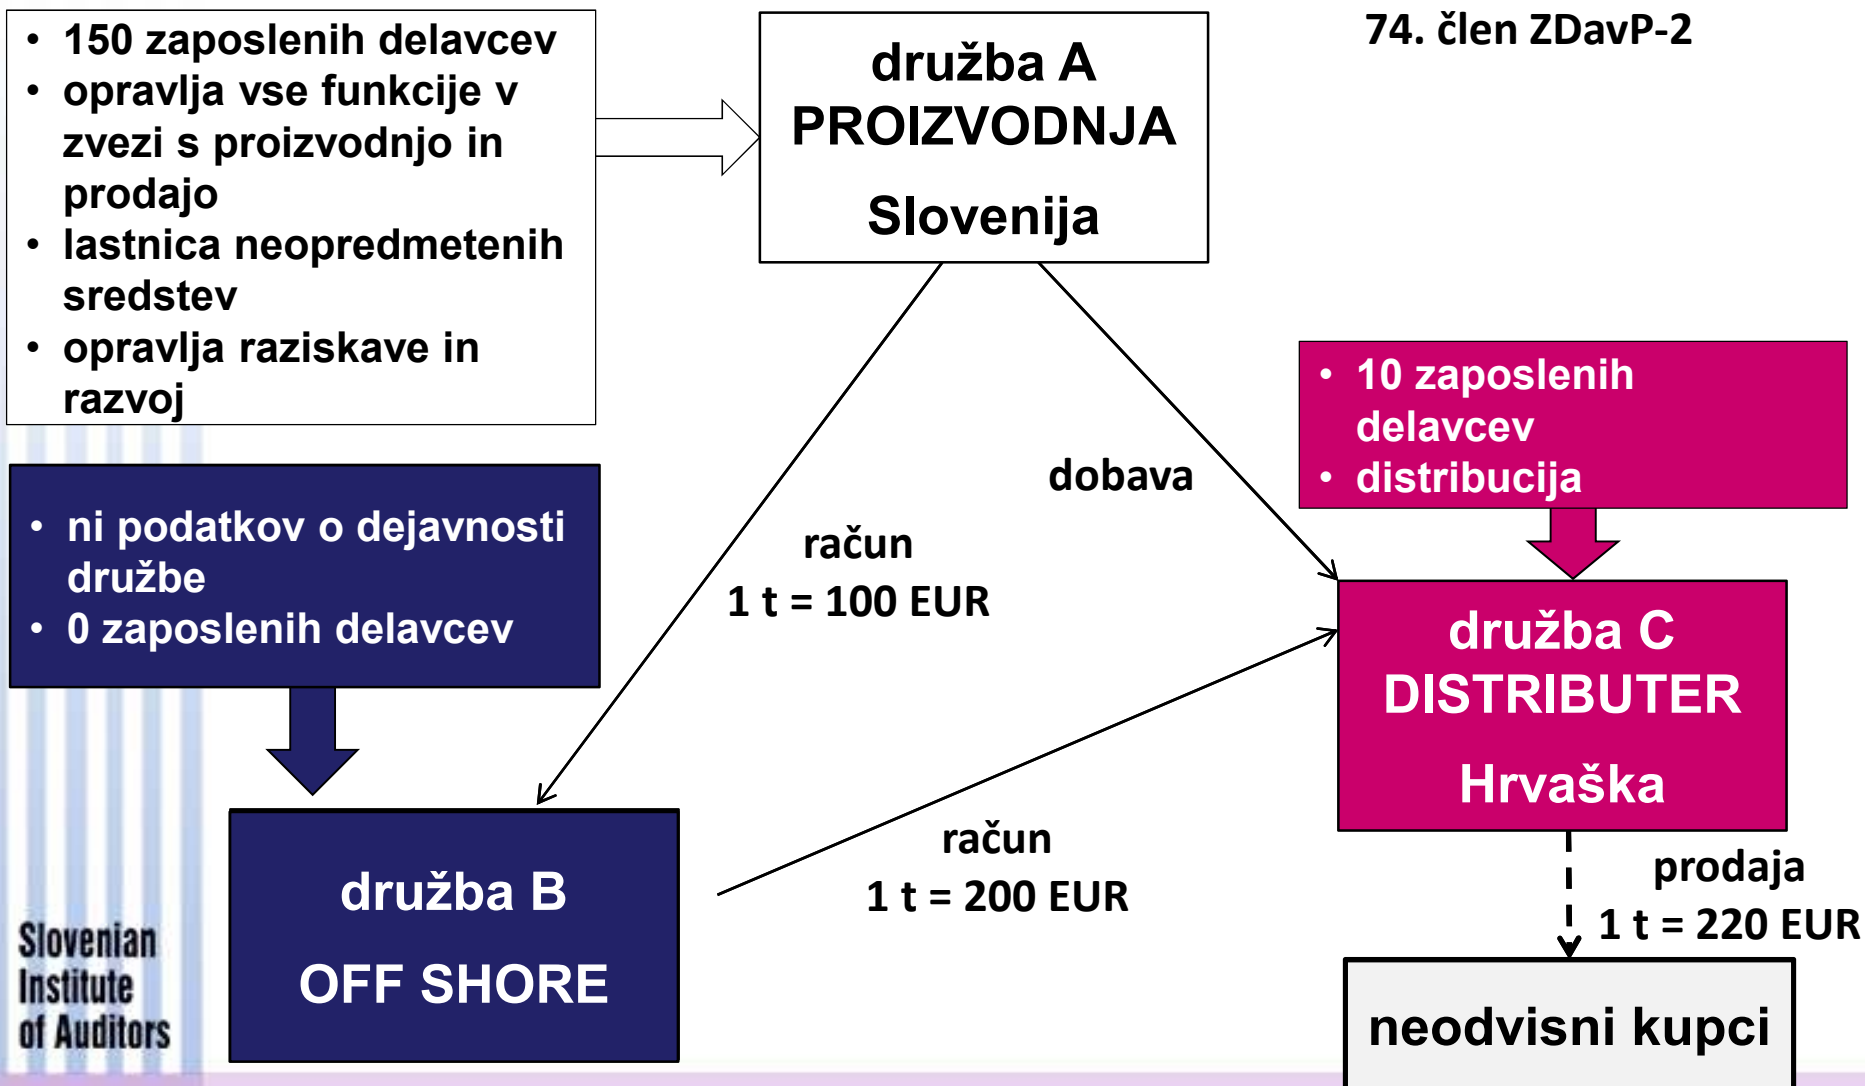 • 150 zaposlenih delavcev
• opravlja vse funkcije v
zvezi s proizvodnjo in
prodajo
• lastnica neopredmetenih
sredstev
• opravlja raziskave in
razvoj
družba A
PROIZVODNJA
Slovenija
74. člen ZDavP-2
• 10 zaposlenih
delavcev
• distribucija
dobava
• ni podatkov o dejavnosti
družbe
• 0 zaposlenih delavcev
račun
1 t = 100 EUR
družba C
DISTRIBUTER
Hrvaška
družba B
OFF SHORE
račun
1 t = 200 EUR
prodaja
1 t = 220 EUR
neodvisni kupci
Slovenian
Institute
of Auditors